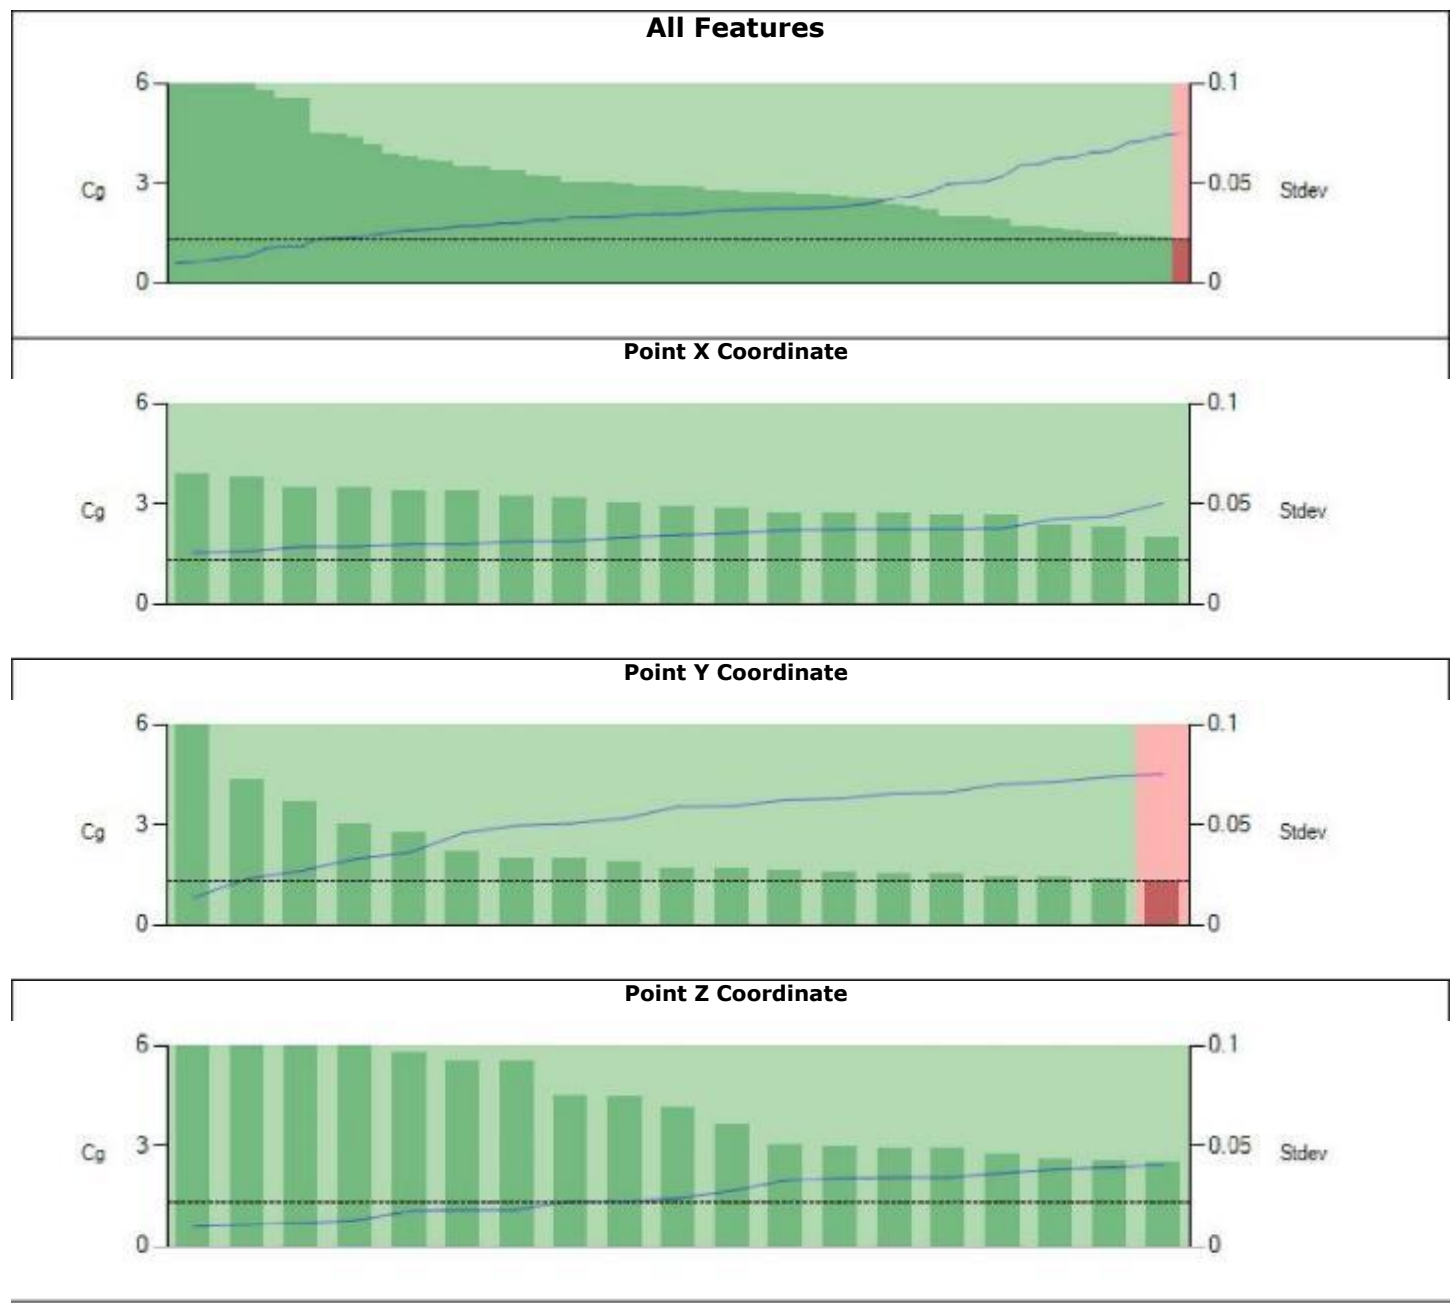 All Features
6 0.1
Cg 3 0.05 Stdev
0 0
Point X Coordinate
6 0.1
Cg 3 0.05 Stdev
0 0
Point Y Coordinate
6 0.1
Cg 3 0.05 Stdev
0 0
Point Z Coordinate
6 0.1
Cg 3 0.05 Stdev
0 0